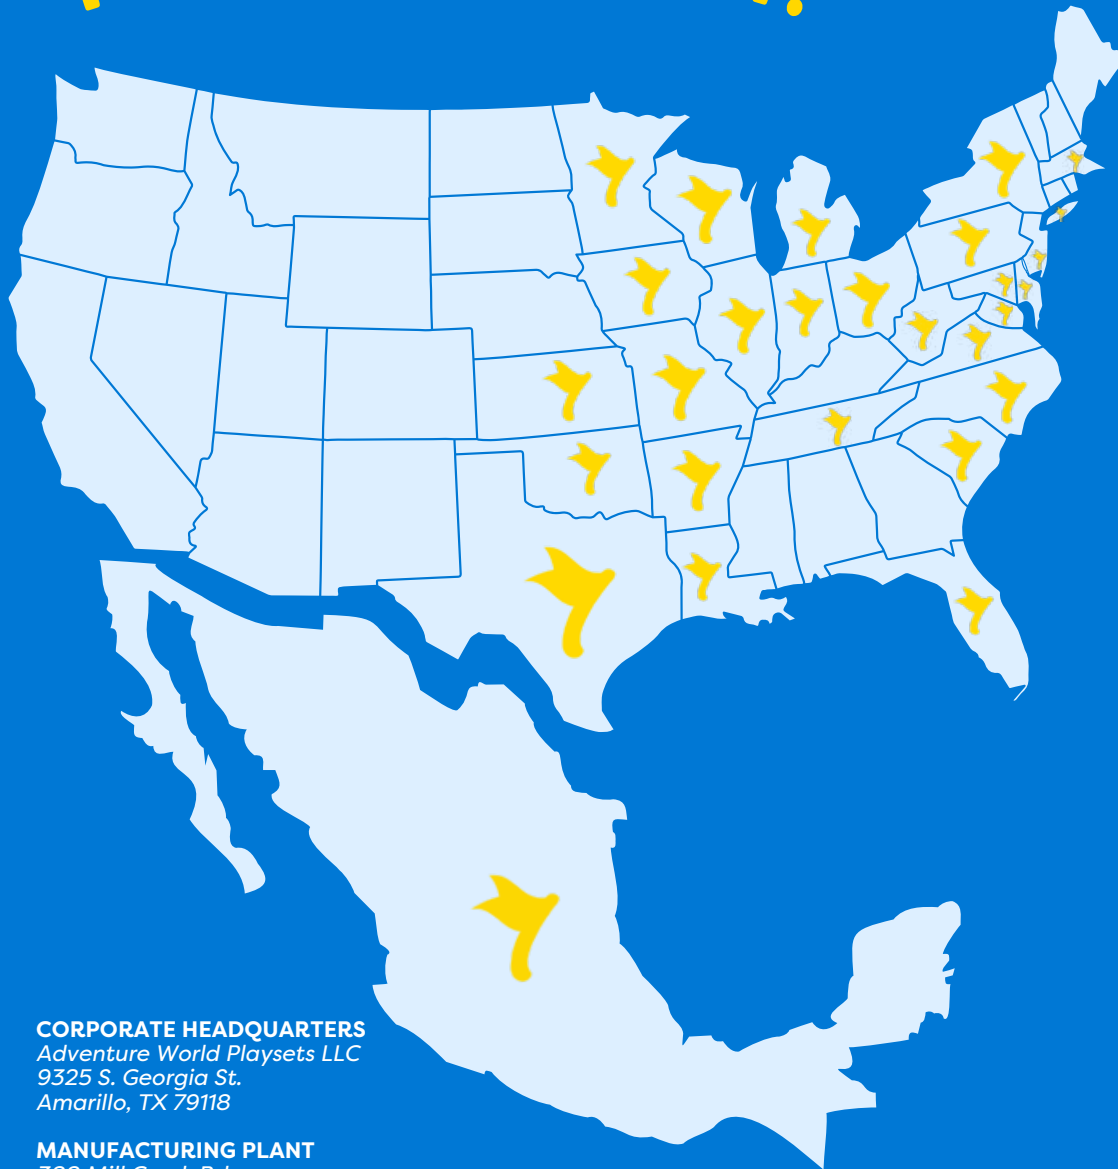 CORPORATE HEADQUARTERS
Adventure World Playsets LLC
9325 S. Georgia St.
Amarillo, TX 79118
MANUFACTURING PLANT